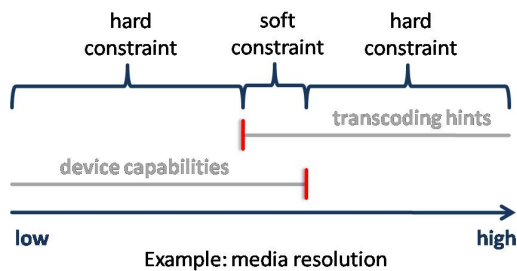 hard constraint
soft constraint
hard constraint
transcoding hints
device capabilities
low
high
Example: media resolution